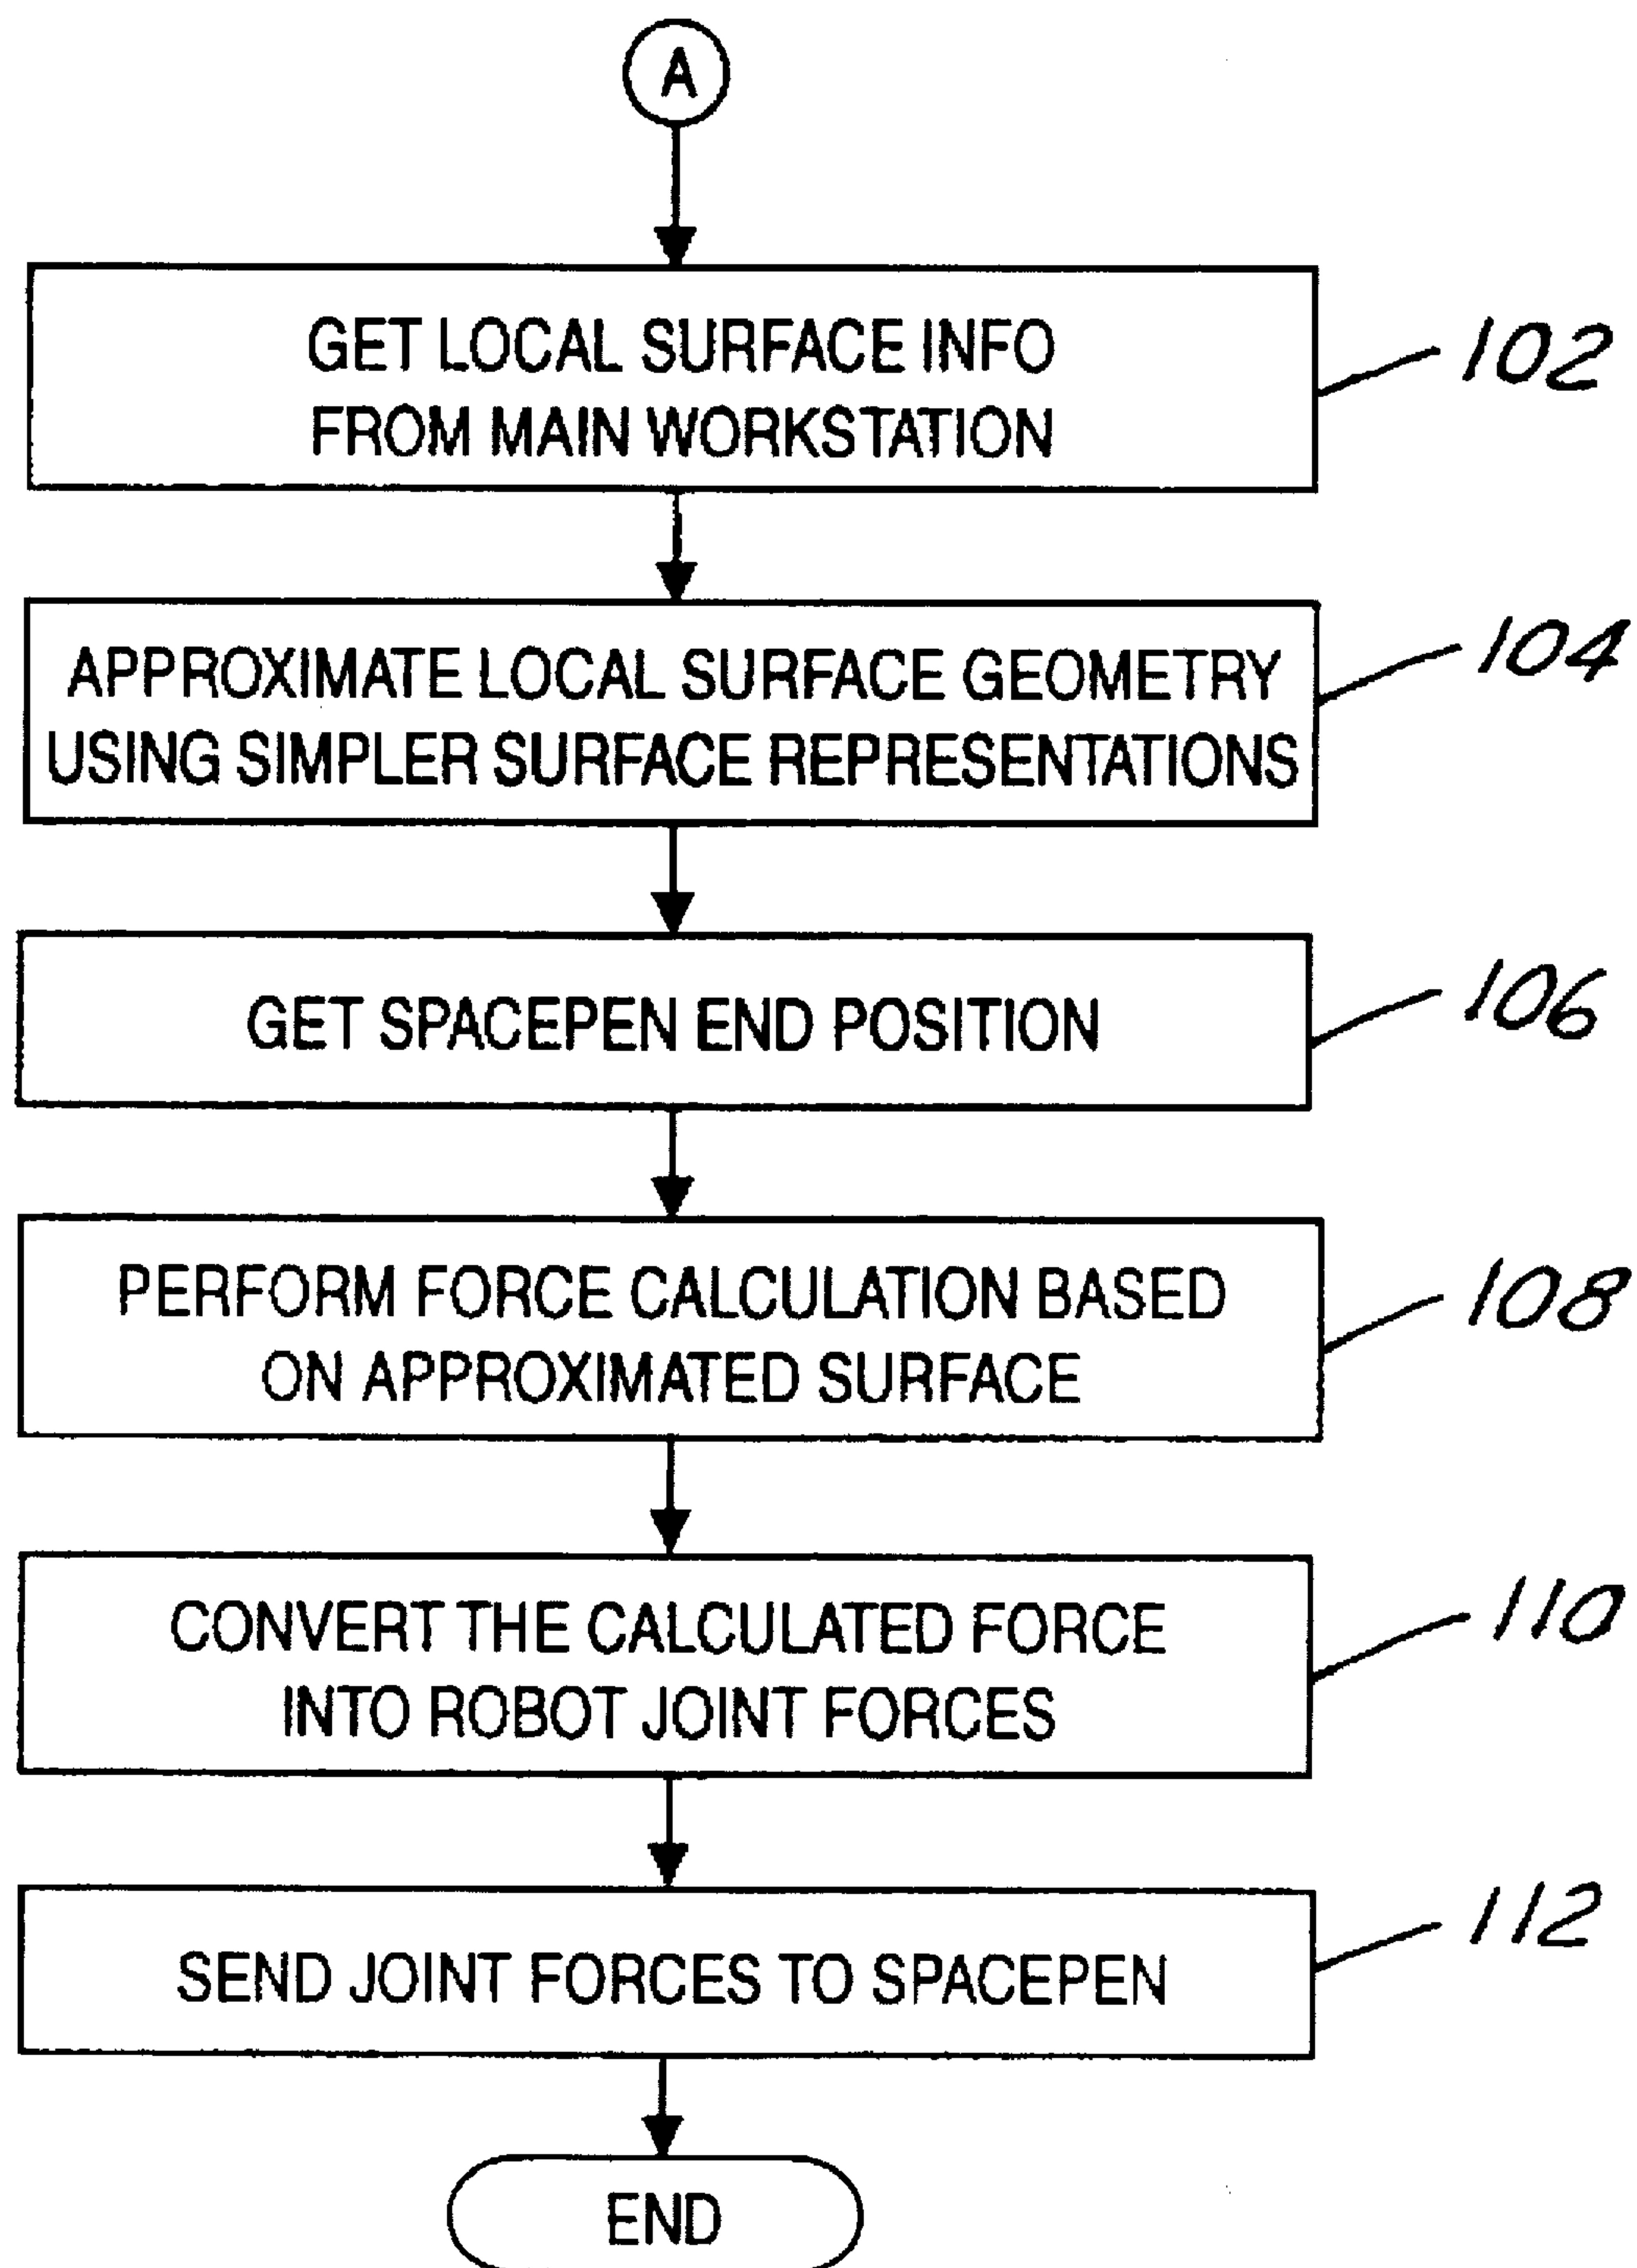 A
GET LOCAL SURFACE INFO
FROM MAIN WORKSTATION
102
APPROXIMATE LOCAL SURFACE GEOMETRY
USING SIMPLER SURFACE REPRESENTATIONS
104
GET SPACEPEN END POSITION
106
PERFORM FORCE CALCULATION BASED
ON APPROXIMATED SURFACE
108
CONVERT THE CALCULATED FORCE
INTO ROBOT JOINT FORCES
110
SEND JOINT FORCES TO SPACEPEN
112
END